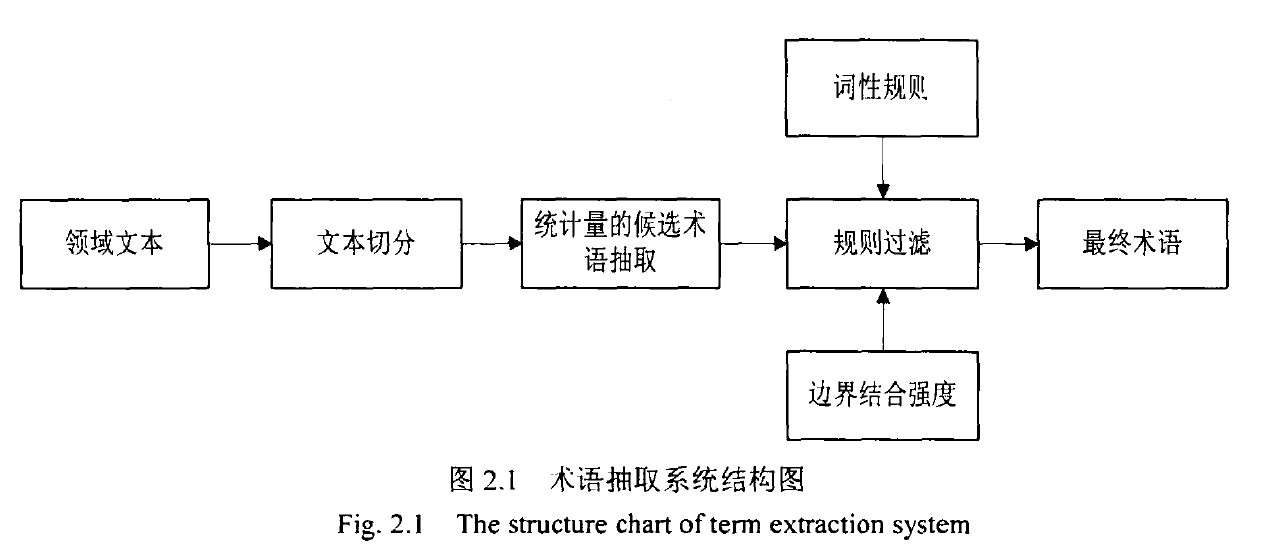 词性规则
领域文本
文本切分
统计量的候选术
语抽取
规则过滤
最终术语
边界结合强度
图 2.1 术语抽取系统结构图
Fig. 2.1 The structure chart of term extraction system